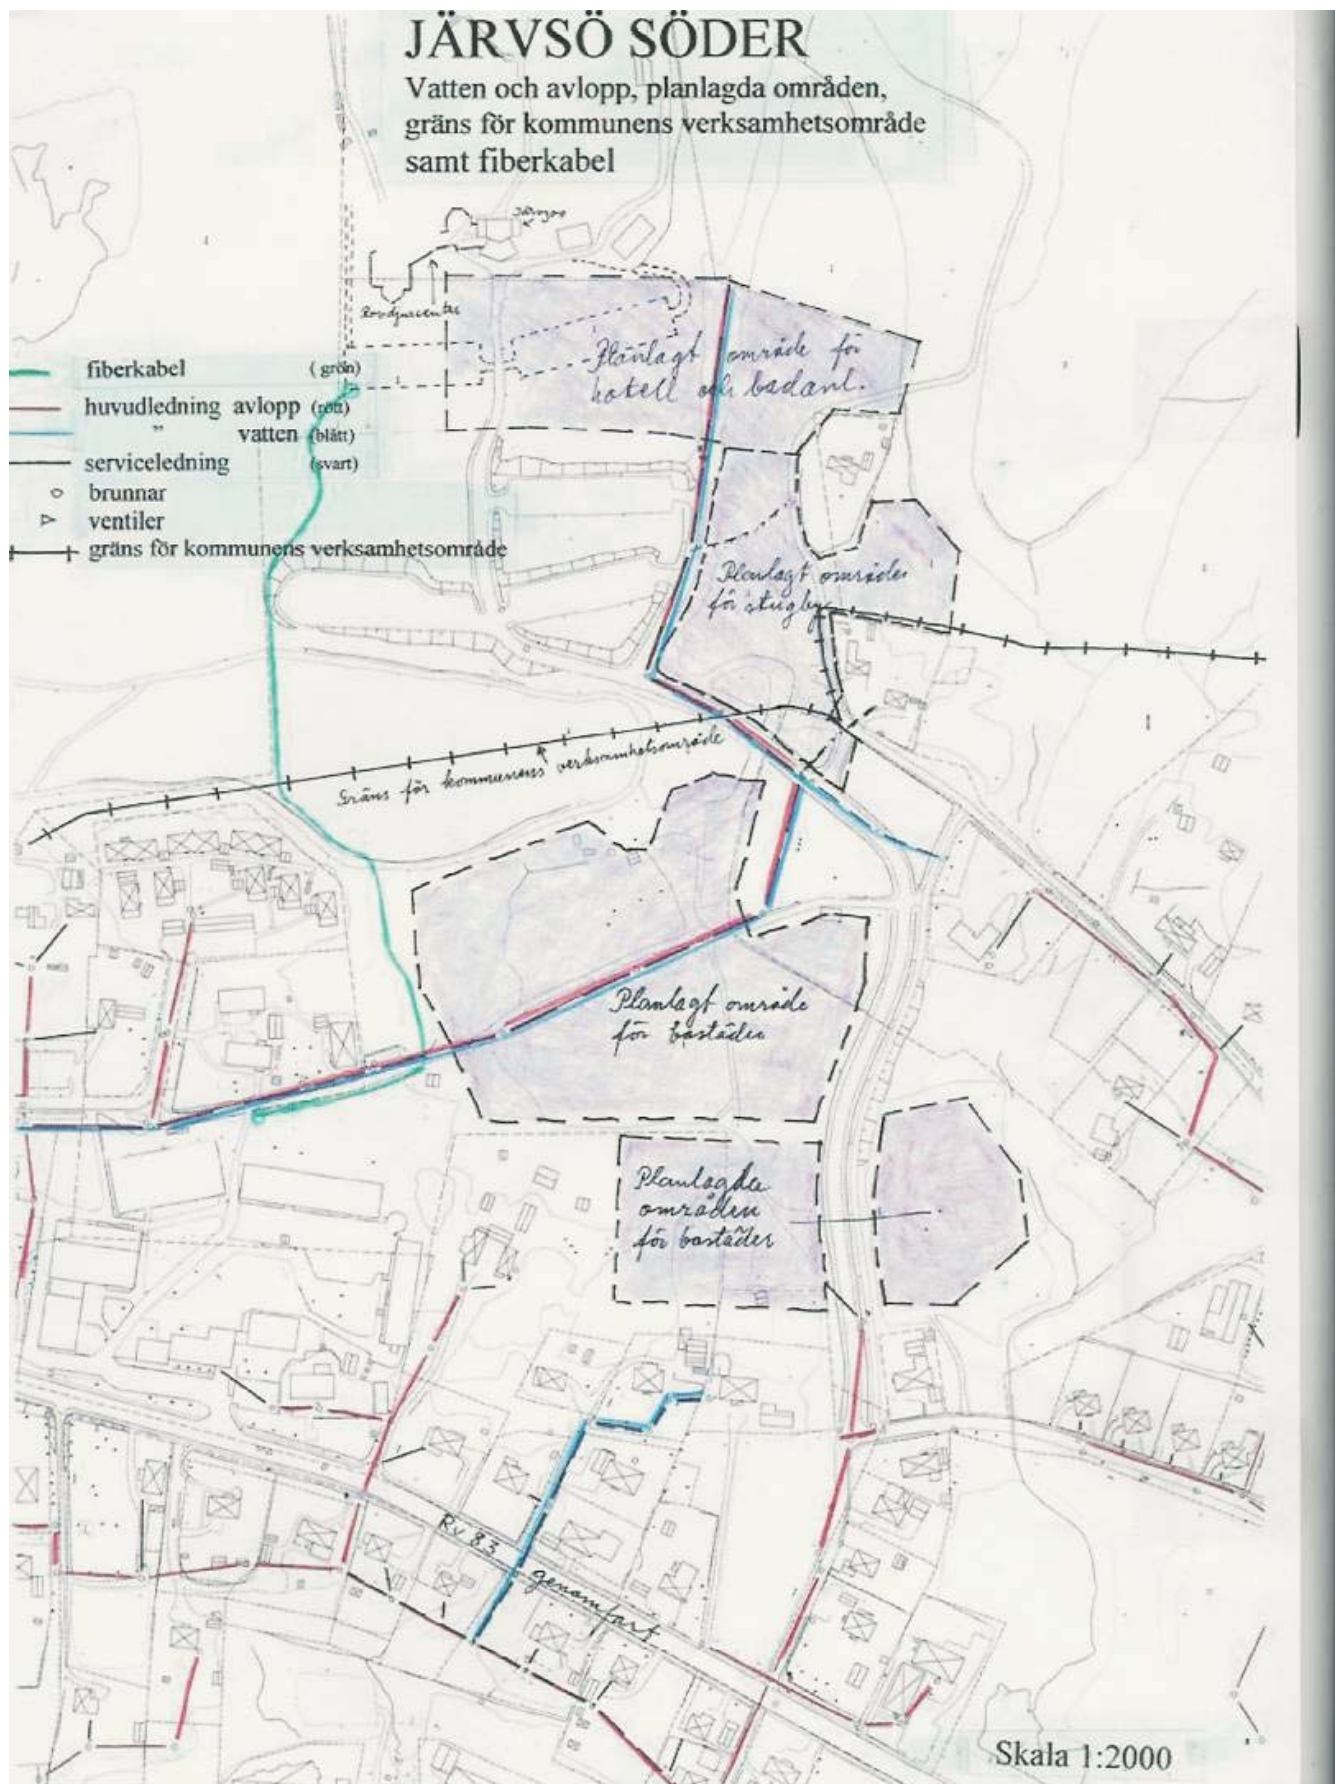 JÄRVSÖ SÖDER
Vatten och avlopp, planlagda områden,
gräns för kommunens verksamhetsområde
samt fiberkabel
Järvzoo
Rovdjurscenter
Planlagt område för
hotell och badanl.
fiberkabel (grön)
huvudledning avlopp (rött)
" vatten (blått)
serviceledning (svart)
brunnar
ventiler
gräns för kommunens verksamhetsområde
Planlagt område
för stugby
Gräns för kommunens verksamhetsområde
Planlagt område
för bostäder
Planlagda
områden
för bostäder
Rv 83 genomfart
Skala 1:2000